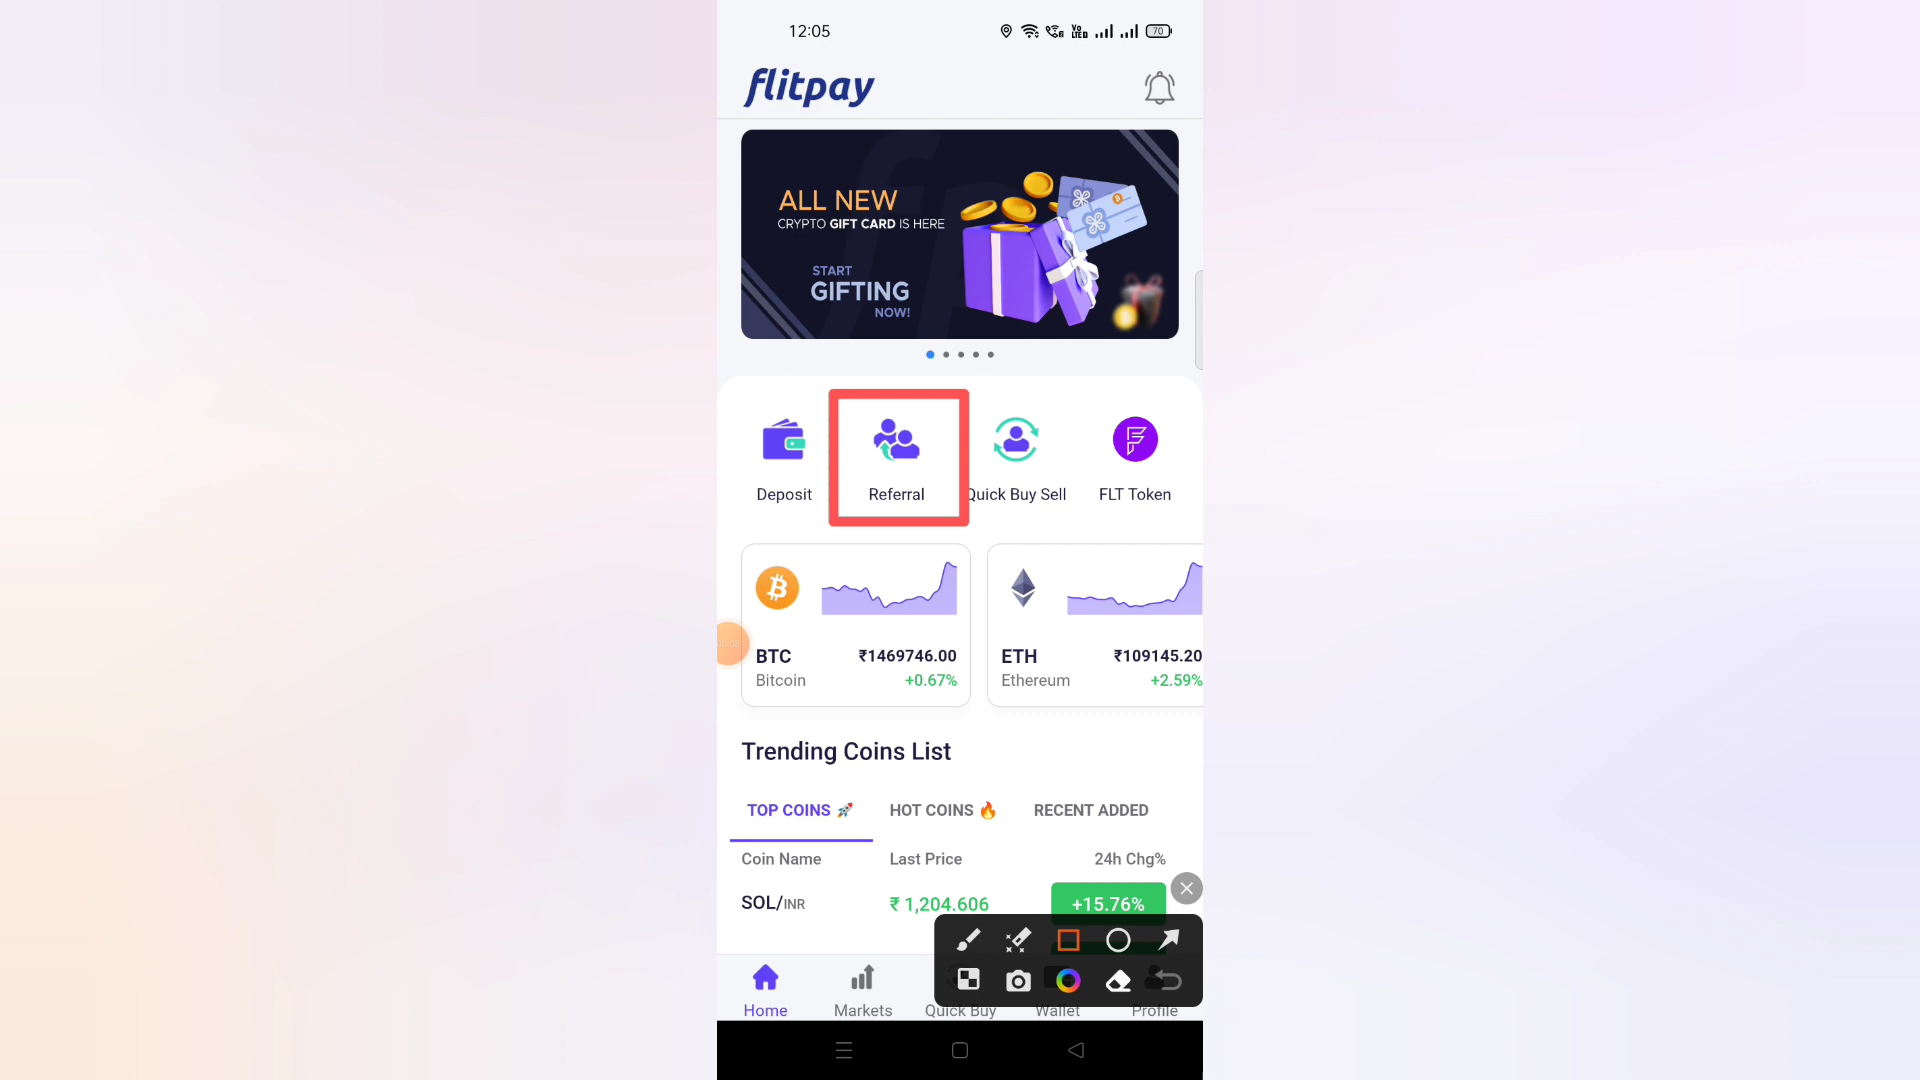 12:05
70
flitpay
ALL NEW
CRYPTO GIFT CARD IS HERE
START
GIFTING
NOW!
Deposit
Referral
Quick Buy Sell
FLT Token
BTC
₹1469746.00
Bitcoin
+0.67%
ETH
₹109145.20
Ethereum
+2.59%
Trending Coins List
TOP COINS 🚀
HOT COINS 🔥
RECENT ADDED
Coin Name
Last Price
24h Chg%
SOL/INR
₹ 1,204.606
+15.76%
Home
Markets
Quick Buy
Wallet
Profile